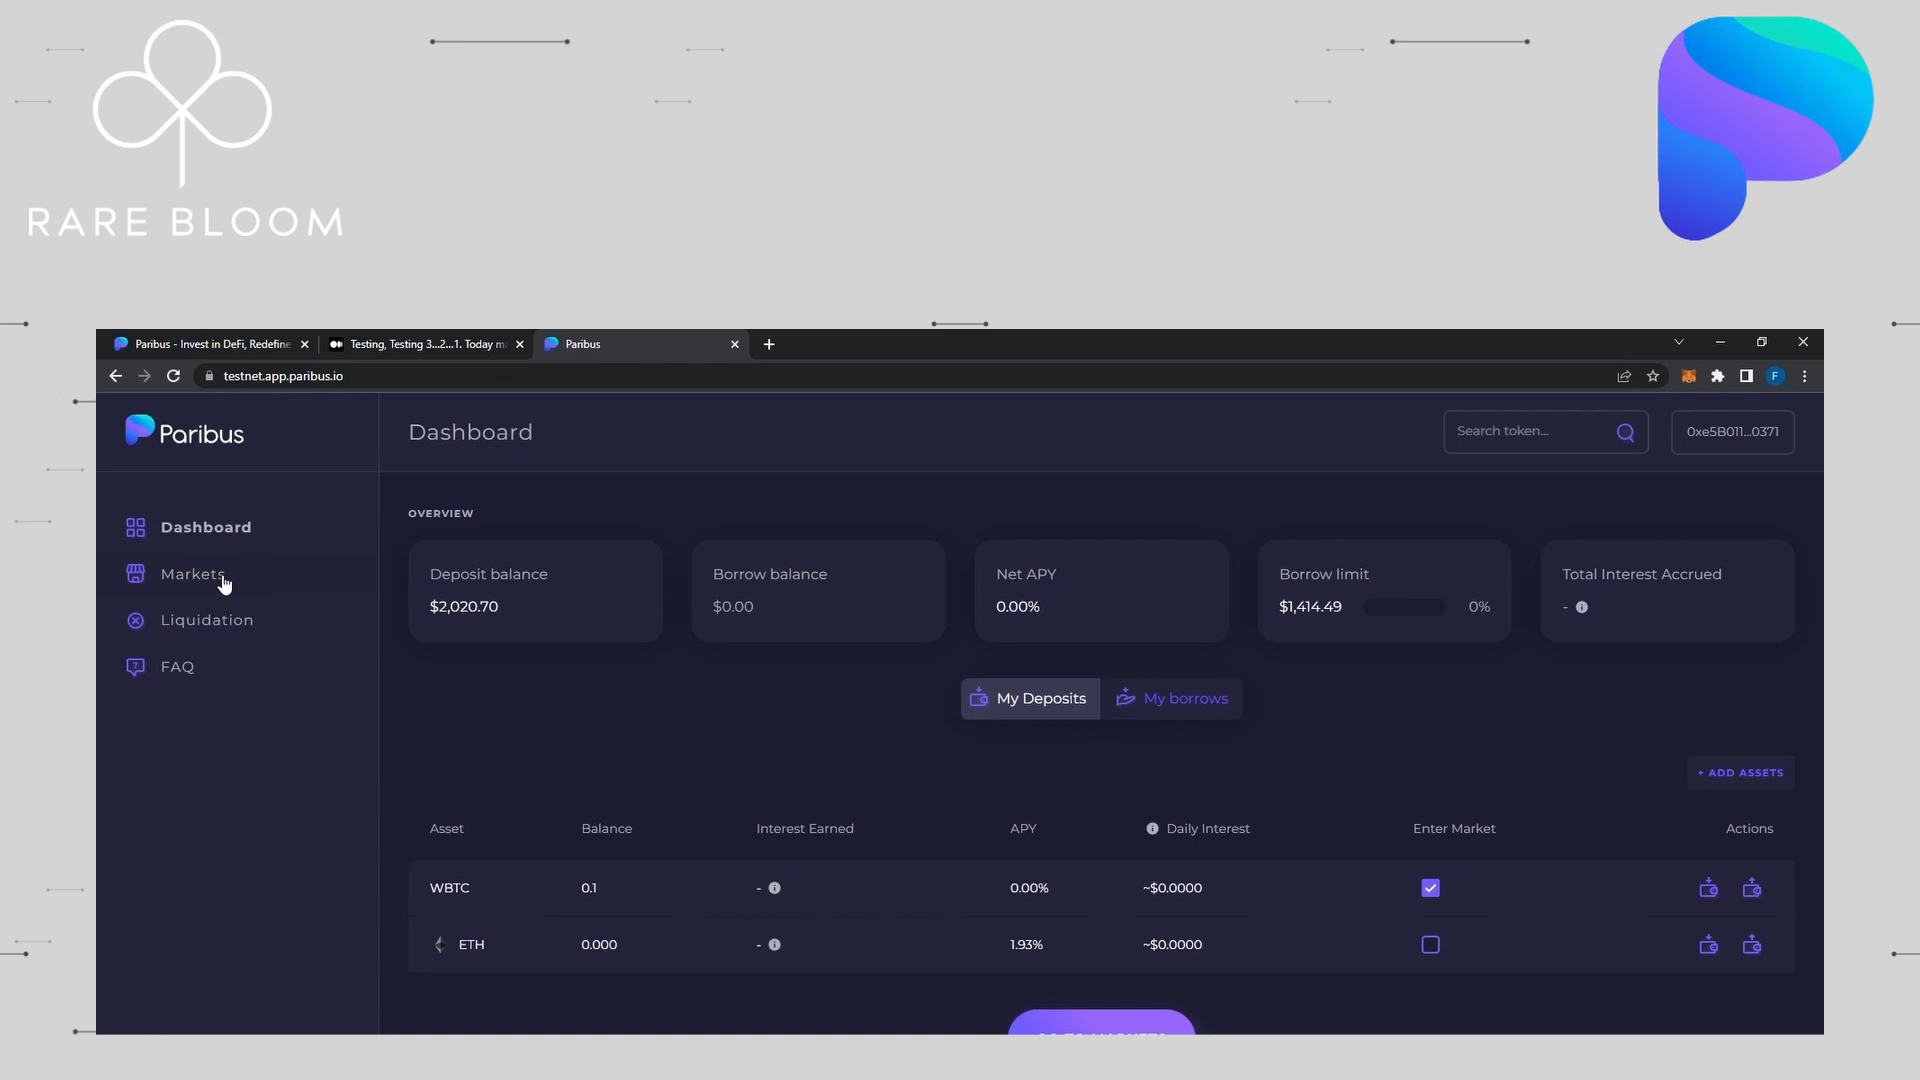 RARE BLOOM
Paribus - Invest in DeFi, Redefine
Testing, Testing 3...2...1. Today m
Paribus
testnet.app.paribus.io
F
Paribus
Dashboard
Search token...
0xe5B011...0371
Dashboard
Markets
Liquidation
FAQ
OVERVIEW
Deposit balance
$2,020.70
Borrow balance
$0.00
Net APY
0.00%
Borrow limit
$1,414.49 0%
Total Interest Accrued
-
My Deposits
My borrows
+ ADD ASSETS
Asset Balance Interest Earned APY Daily Interest Enter Market Actions
WBTC 0.1 - 0.00% ~$0.0000
ETH 0.000 - 1.93% ~$0.0000